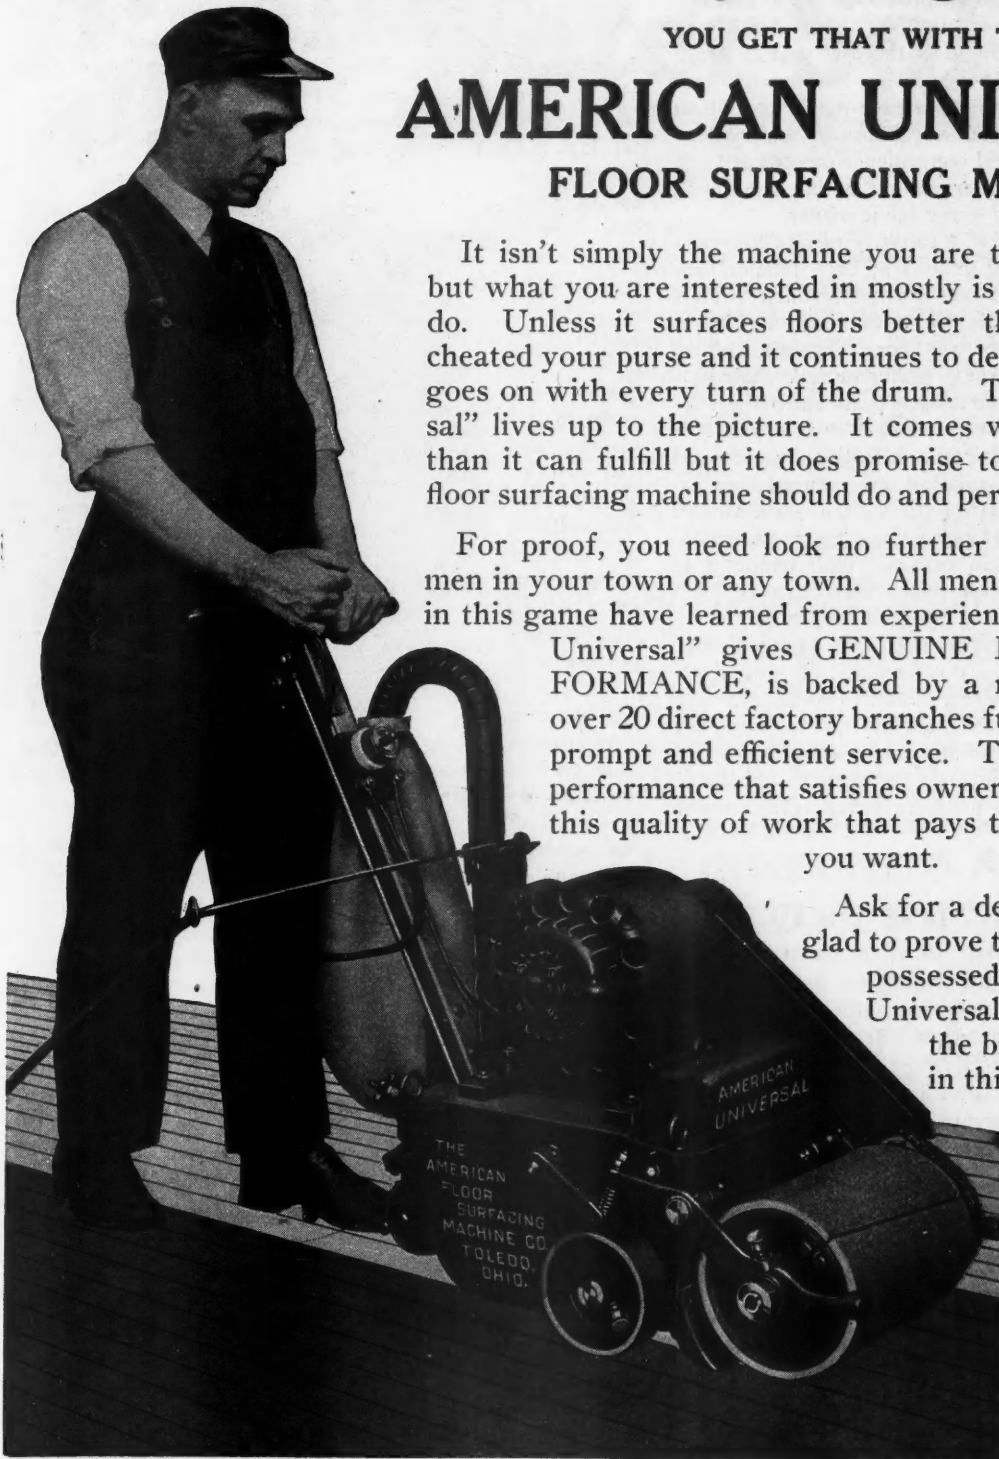 YOU GET THAT WITH
AMERICAN UNI
FLOOR SURFACING M
It isn't simply the machine you are t
but what you are interested in mostly is
do. Unless it surfaces floors better th
cheated your purse and it continues to de
goes on with every turn of the drum. T
sal” lives up to the picture. It comes w
than it can fulfill but it does promise to
floor surfacing machine should do and per
For proof, you need look no further
men in your town or any town. All men
in this game have learned from experien
Universal” gives GENUINE
FORMANCE, is backed by a
over 20 direct factory branches fu
prompt and efficient service. T
performance that satisfies owner
this quality of work that pays t
you want.
Ask for a de
glad to prove t
possessed
Universal
the b
in thi
AMERICAN
UNIVERSAL
THE
AMERICAN
FLOOR
SURFACING
MACHINE CO.
TOLEDO,
OHIO.